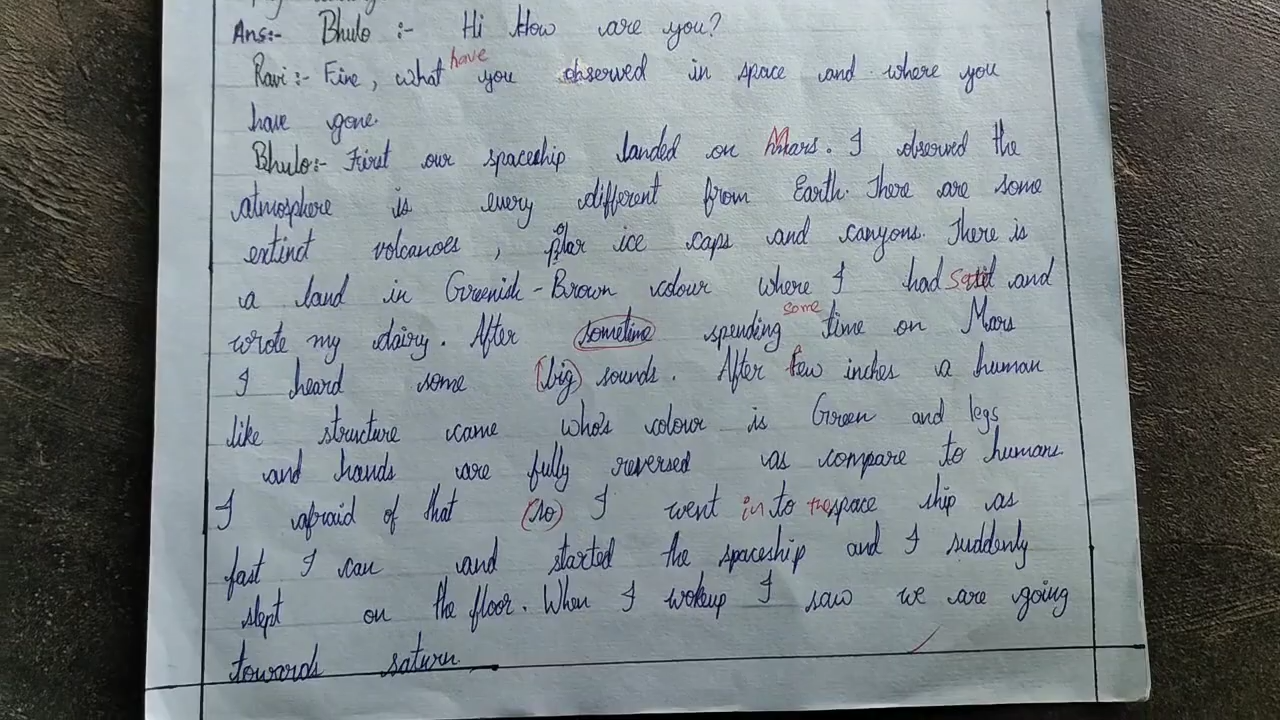 Ans:- Bhulo :- Hi How are you?
have
Ravi:- Fine, what you observed in space and where you
have gone.
Bhulo:- First our spaceship landed on Mars. I observed the
atmosphere is every different from Earth. There are some
extinct volcanoes, polar ice caps and canyons. There is
a land in Greenish-Brown colour where I had and
some
wrote my dairy. After sometime spending time on Mars
I heard some (big) sounds. After few inches a human
like structure came who's colour is Green and legs
and hands are fully reversed as compare to humans.
I afraid of that (so) I went in to space ship as
fast I can and started the spaceship and I suddenly
slept on the floor. When I wokeup I saw we are going
towards saturn.